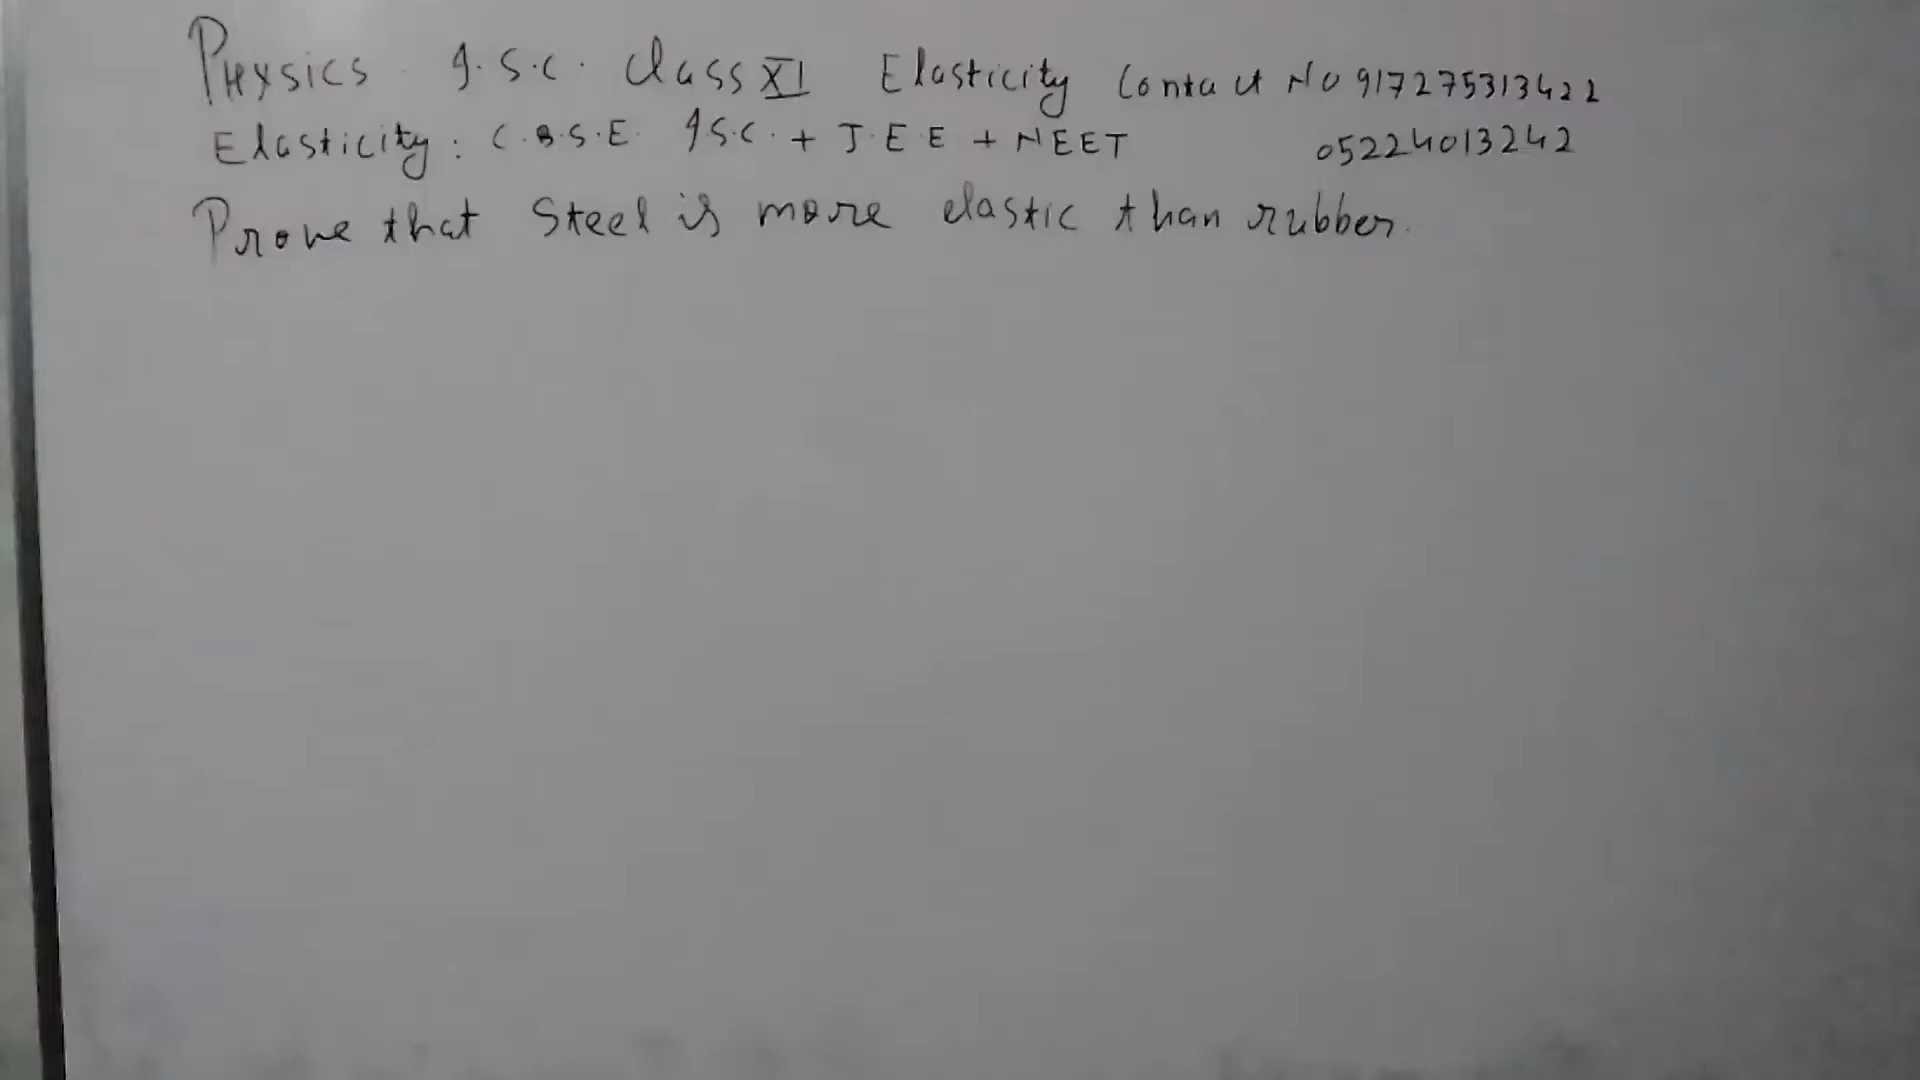 Physics I.S.C. Class XI Elasticity Contact No 917275313422
Elasticity: C.B.S.E. I.S.C. + J.E.E + NEET 05224013242
Prove that Steel is more elastic than rubber.